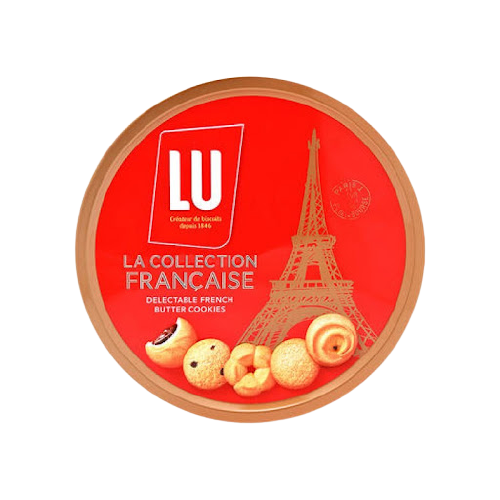 LU
Créateur de biscuits
depuis 1846
LA COLLECTION
FRANÇAISE
DELECTABLE FRENCH
BUTTER COOKIES